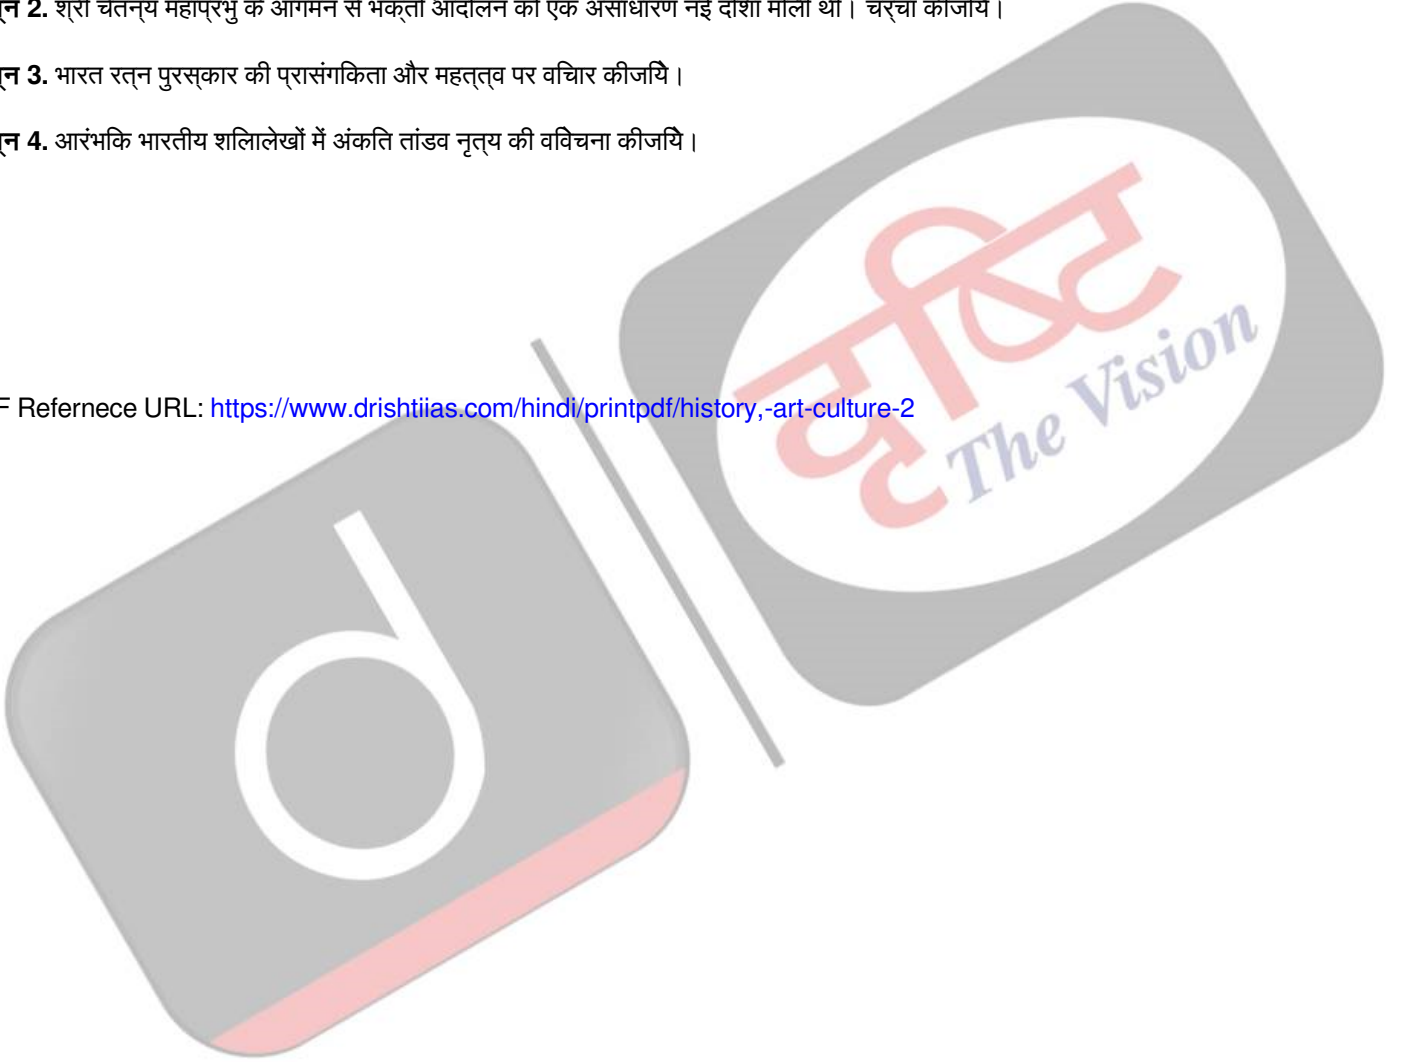 न 2. श्री चैतन्य महाप्रभु के आगमन से भक्ति आंदोलन को एक असाधारण नई दिशा मिली थी। चर्चा कीजिये।
न 3. भारत रत्न पुरस्कार की प्रासंगिकता और महत्त्व पर विचार कीजिये।
न 4. आरंभिक भारतीय शिलालेखों में अंकित तांडव नृत्य की विवेचना कीजिये।
दृष्टि
The Vision
F Refernece URL: https://www.drishtiias.com/hindi/printpdf/history,-art-culture-2
d